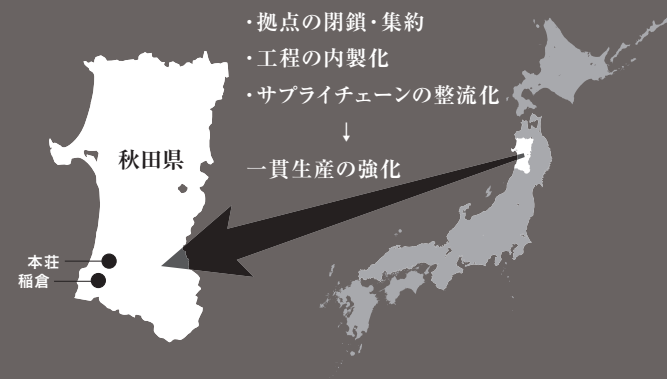 ・拠点の閉鎖・集約
・工程の内製化
・サプライチェーンの整流化
↓
一貫生産の強化
秋田県
本荘
稲倉